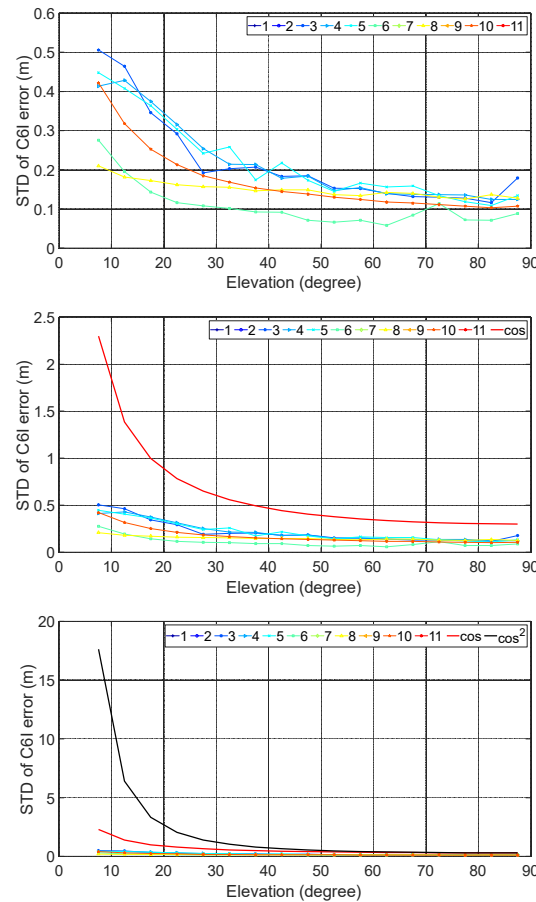 0.6
0.5
0.4
0.3
0.2
0.1
0
STD of C6I error (m)
1 2 3 4 5 6 7 8 9 10 11
0 10 20 30 40 50 60 70 80 90
Elevation (degree)
2.5
2
1.5
1
0.5
0
STD of C6I error (m)
1 2 3 4 5 6 7 8 9 10 11 cos
0 10 20 30 40 50 60 70 80 90
Elevation (degree)
20
15
10
5
0
STD of C6I error (m)
1 2 3 4 5 6 7 8 9 10 11 cos cos²
0 10 20 30 40 50 60 70 80 90
Elevation (degree)